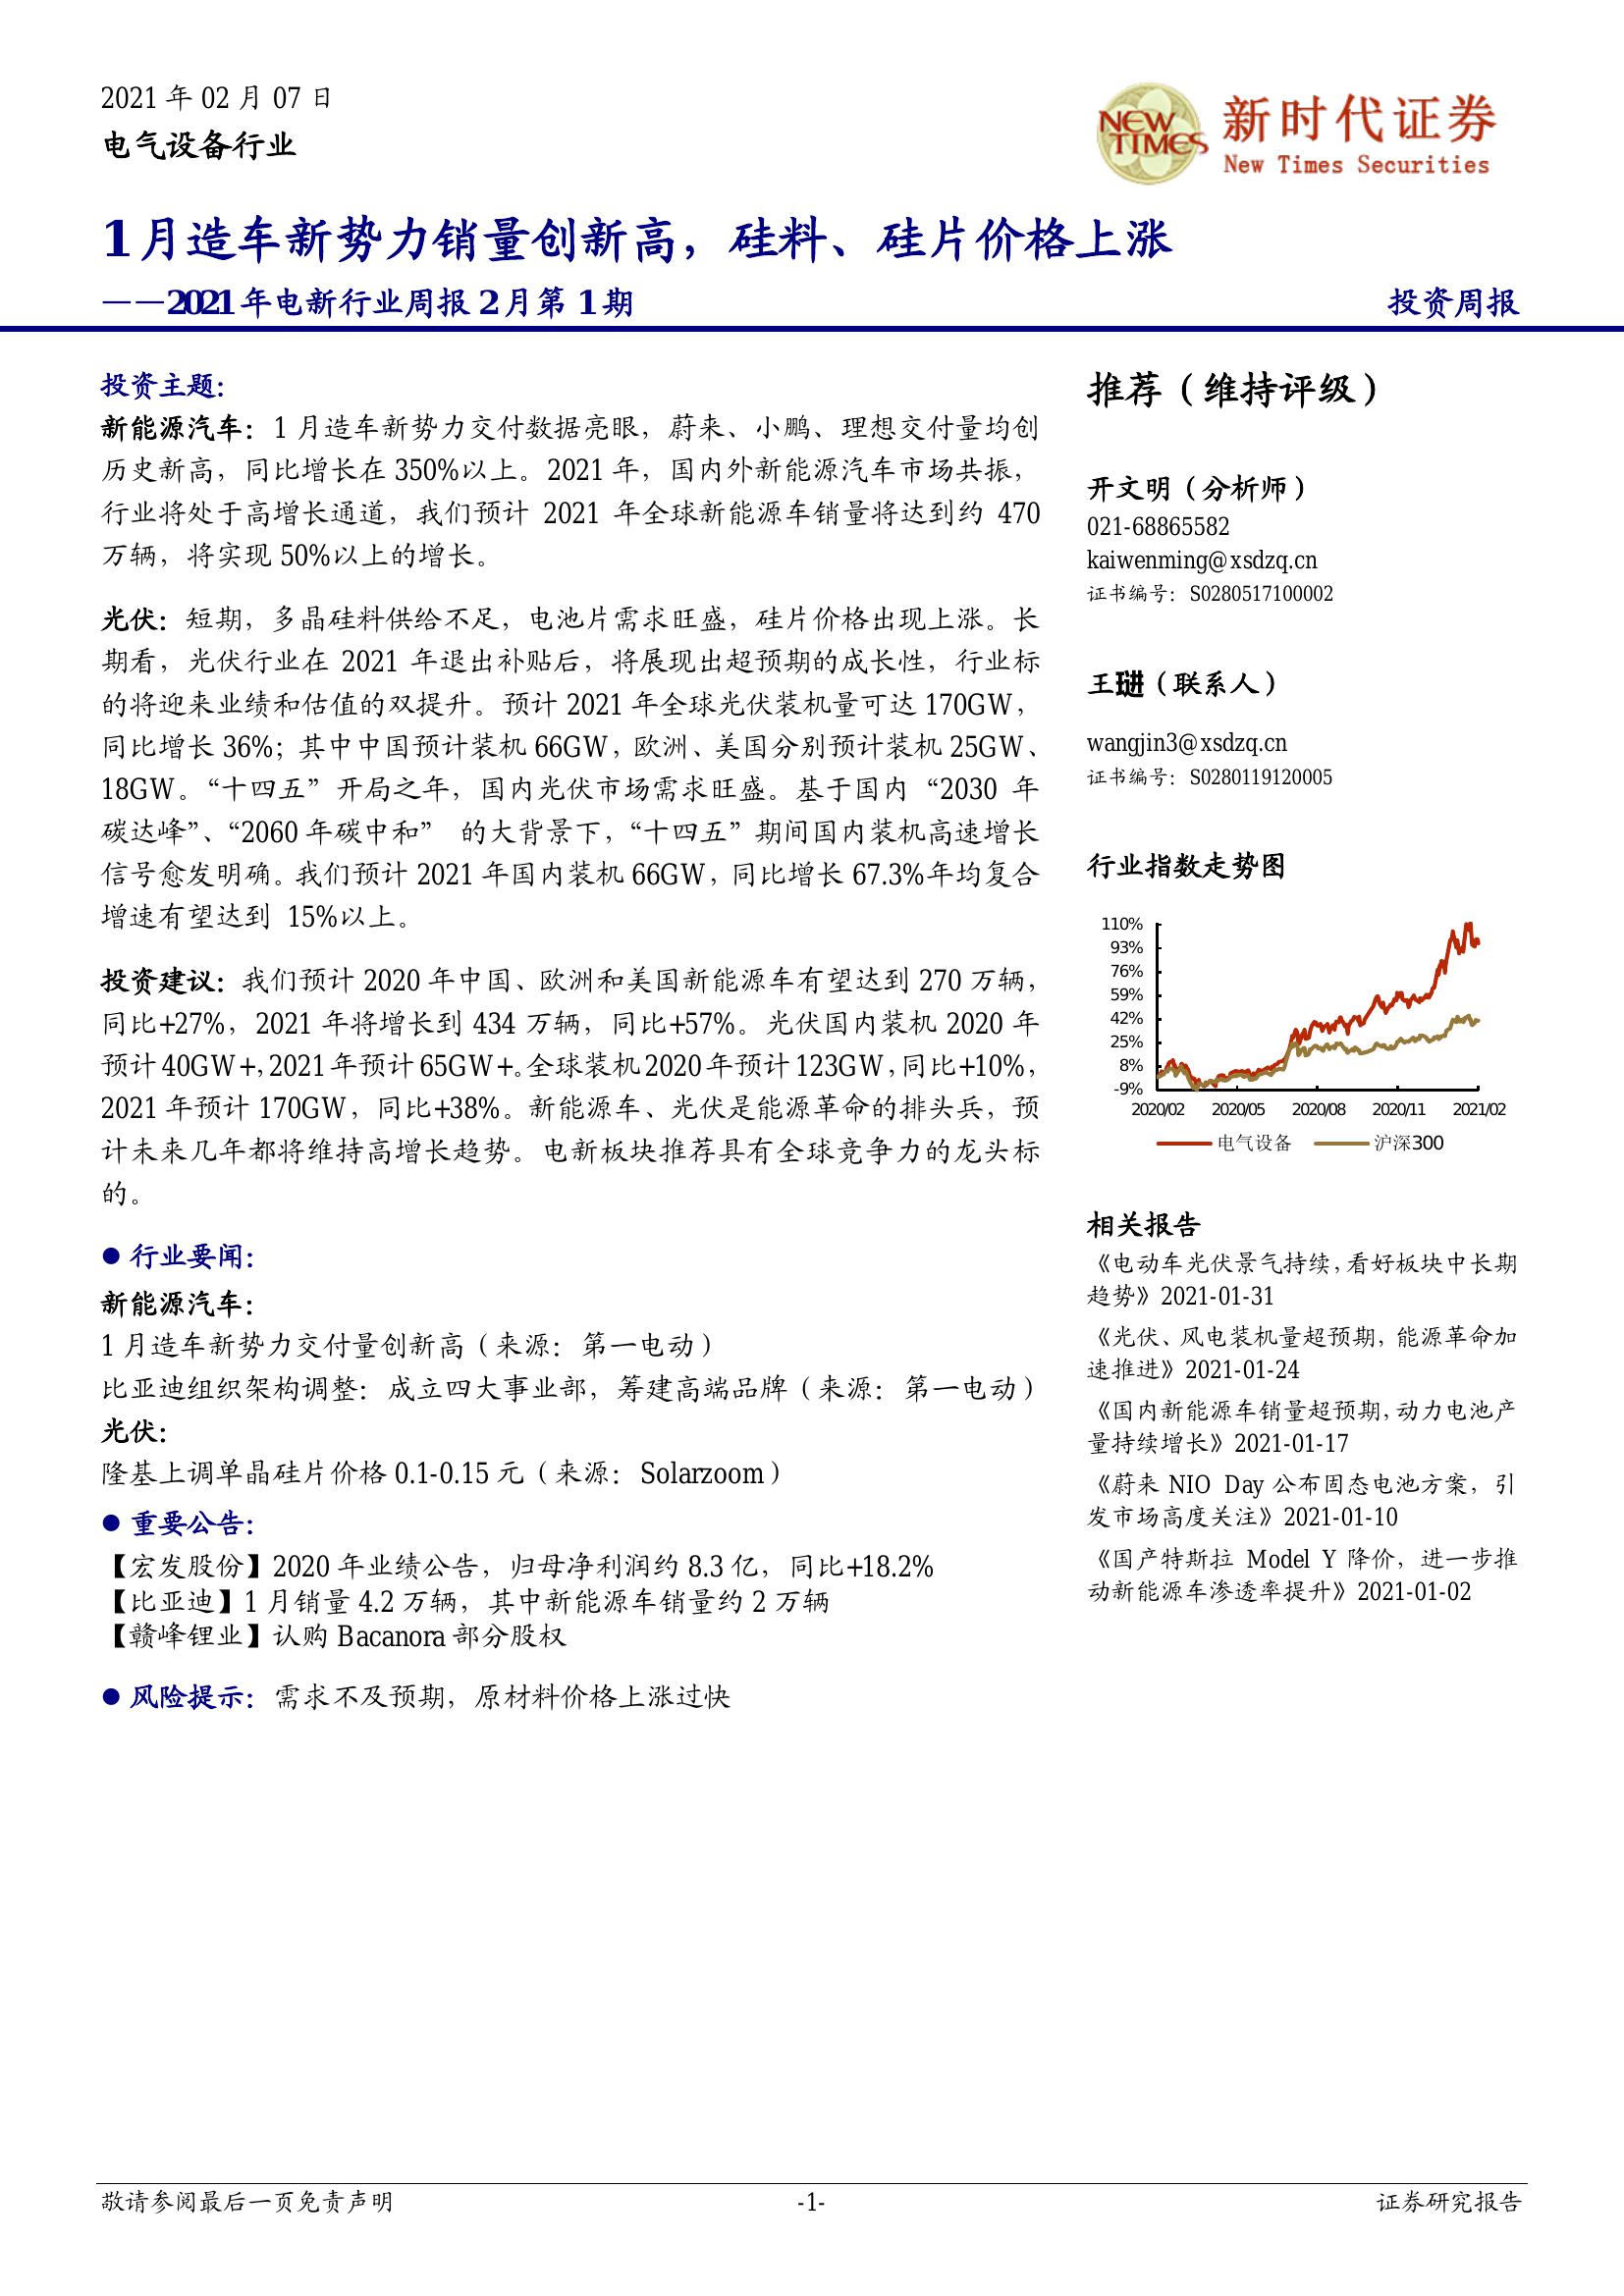 2021 年 02 月 07 日
电气设备行业
NEW TIMES
新时代证券
New Times Securities
1 月造车新势力销量创新高，硅料、硅片价格上涨
——2021 年电新行业周报 2 月第 1 期
投资周报
投资主题：
新能源汽车：1 月造车新势力交付数据亮眼，蔚来、小鹏、理想交付量均创
历史新高，同比增长在 350%以上。2021 年，国内外新能源汽车市场共振，
行业将处于高增长通道，我们预计 2021 年全球新能源车销量将达到约 470
万辆，将实现 50%以上的增长。
光伏：短期，多晶硅料供给不足，电池片需求旺盛，硅片价格出现上涨。长
期看，光伏行业在 2021 年退出补贴后，将展现出超预期的成长性，行业标
的将迎来业绩和估值的双提升。预计 2021 年全球光伏装机量可达 170GW，
同比增长 36%；其中中国预计装机 66GW，欧洲、美国分别预计装机 25GW、
18GW。“十四五”开局之年，国内光伏市场需求旺盛。基于国内“2030 年
碳达峰”、“2060 年碳中和” 的大背景下，“十四五”期间国内装机高速增长
信号愈发明确。我们预计 2021 年国内装机 66GW，同比增长 67.3%年均复合
增速有望达到 15%以上。
投资建议：我们预计 2020 年中国、欧洲和美国新能源车有望达到 270 万辆，
同比+27%，2021 年将增长到 434 万辆，同比+57%。光伏国内装机 2020 年
预计 40GW+，2021 年预计 65GW+。全球装机 2020 年预计 123GW，同比+10%，
2021 年预计 170GW，同比+38%。新能源车、光伏是能源革命的排头兵，预
计未来几年都将维持高增长趋势。电新板块推荐具有全球竞争力的龙头标
的。
● 行业要闻：
新能源汽车：
1 月造车新势力交付量创新高（来源：第一电动）
比亚迪组织架构调整：成立四大事业部，筹建高端品牌（来源：第一电动）
光伏：
隆基上调单晶硅片价格 0.1-0.15 元（来源：Solarzoom）
● 重要公告：
【宏发股份】2020 年业绩公告，归母净利润约 8.3 亿，同比+18.2%
【比亚迪】1 月销量 4.2 万辆，其中新能源车销量约 2 万辆
【赣峰锂业】认购 Bacanora 部分股权
● 风险提示：需求不及预期，原材料价格上涨过快
推荐（维持评级）
开文明（分析师）
021-68865582
kaiwenming@xsdzq.cn
证书编号：S0280517100002
王琎（联系人）
wangjin3@xsdzq.cn
证书编号：S0280119120005
行业指数走势图
110%
93%
76%
59%
42%
25%
8%
-9%
2020/02 2020/05 2020/08 2020/11 2021/02
电气设备 沪深300
相关报告
《电动车光伏景气持续，看好板块中长期
趋势》2021-01-31
《光伏、风电装机量超预期，能源革命加
速推进》2021-01-24
《国内新能源车销量超预期，动力电池产
量持续增长》2021-01-17
《蔚来 NIO Day 公布固态电池方案，引
发市场高度关注》2021-01-10
《国产特斯拉 Model Y 降价，进一步推
动新能源车渗透率提升》2021-01-02
敬请参阅最后一页免责声明
-1-
证券研究报告